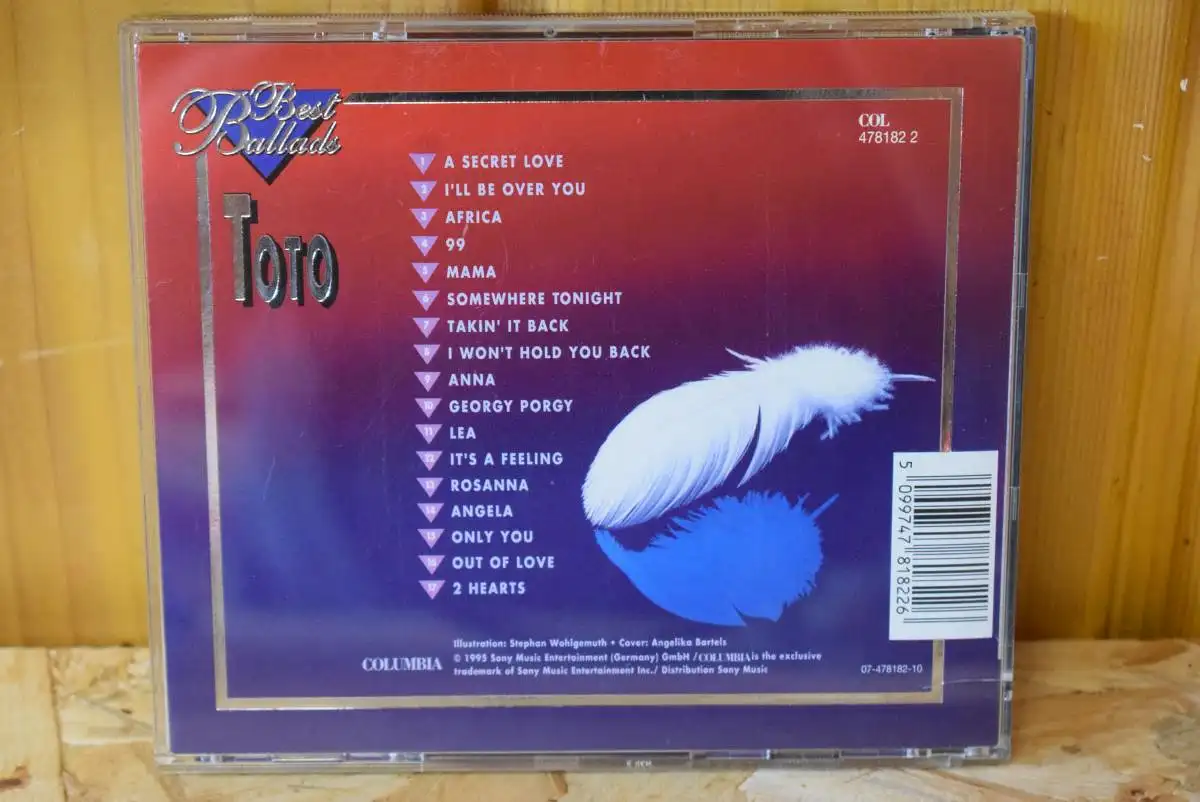 Best
Ballads
TOTO
COL
478182 2
1 A SECRET LOVE
2 I'LL BE OVER YOU
3 AFRICA
4 99
5 MAMA
6 SOMEWHERE TONIGHT
7 TAKIN' IT BACK
8 I WON'T HOLD YOU BACK
9 ANNA
10 GEORGY PORGY
11 LEA
12 IT'S A FEELING
13 ROSANNA
14 ANGELA
15 ONLY YOU
16 OUT OF LOVE
17 2 HEARTS
5 099747 818226
Illustration: Stephan Wohlgemuth • Cover: Angelika Bartels
COLUMBIA
© 1995 Sony Music Entertainment (Germany) GmbH / COLUMBIA is the exclusive
trademark of Sony Music Entertainment Inc./ Distribution Sony Music
07-478182-10